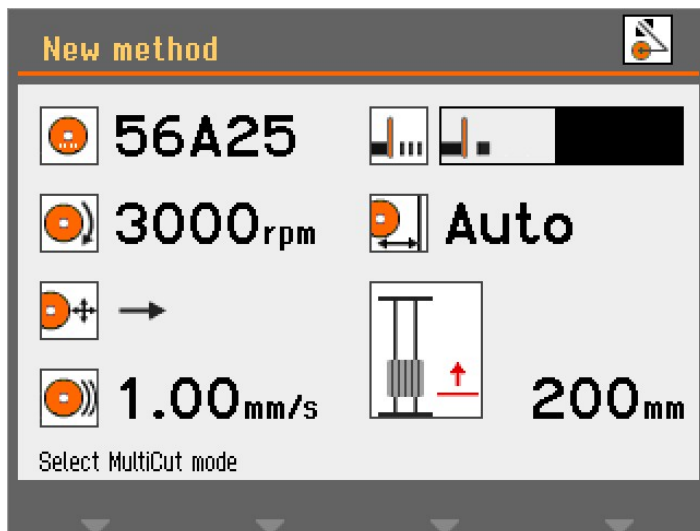 New method
56A25
3000rpm
Auto
1.00mm/s
200mm
Select MultiCut mode